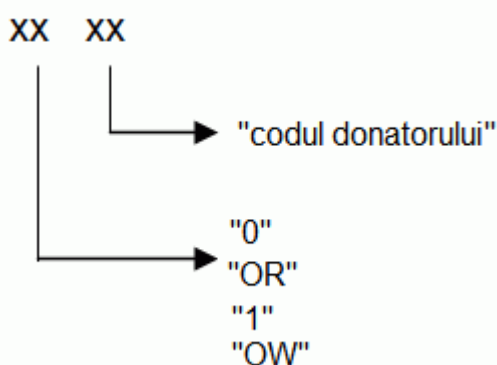 XX XX
"codul donatorului"
"0"
"OR"
"1"
"OW"